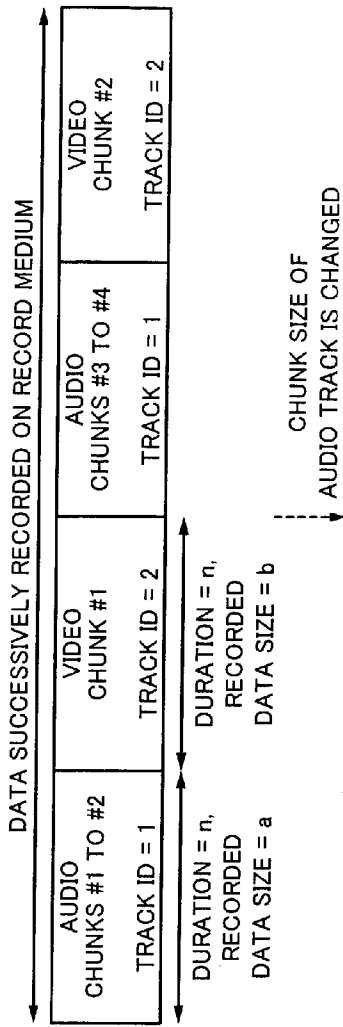 DATA SUCCESSIVELY RECORDED ON RECORD MEDIUM
AUDIO
CHUNKS #1 TO #2
TRACK ID = 1
VIDEO
CHUNK #1
TRACK ID = 2
AUDIO
CHUNKS #3 TO #4
TRACK ID = 1
VIDEO
CHUNK #2
TRACK ID = 2
DURATION = n,
RECORDED
DATA SIZE = a
DURATION = n,
RECORDED
DATA SIZE = b
CHUNK SIZE OF
AUDIO TRACK IS CHANGED